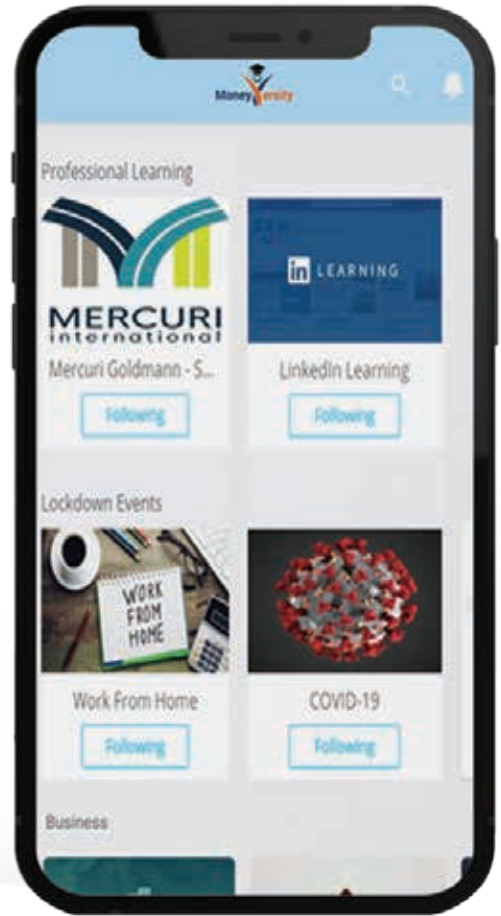 MoneyVersity
Professional Learning
MERCURI
international
in LEARNING
Mercuri Goldmann - S...
LinkedIn Learning
Following
Following
Lockdown Events
WORK
FROM
HOME
Work From Home
COVID-19
Following
Following
Business